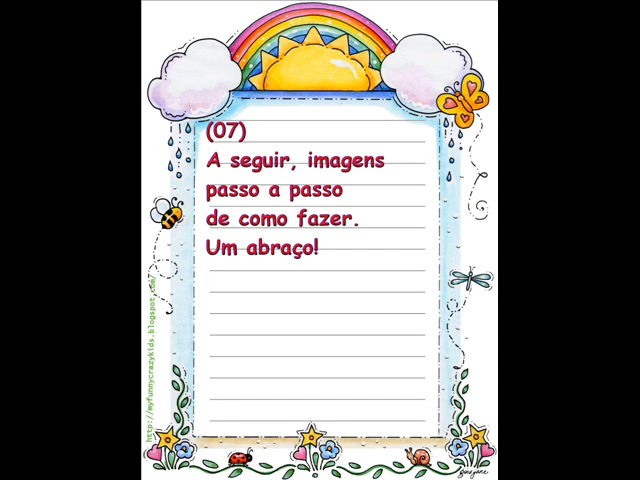 (07)
A seguir, imagens
passo a passo
de como fazer.
Um abraço!
http://myfunnycrazykids.blogspot.com/